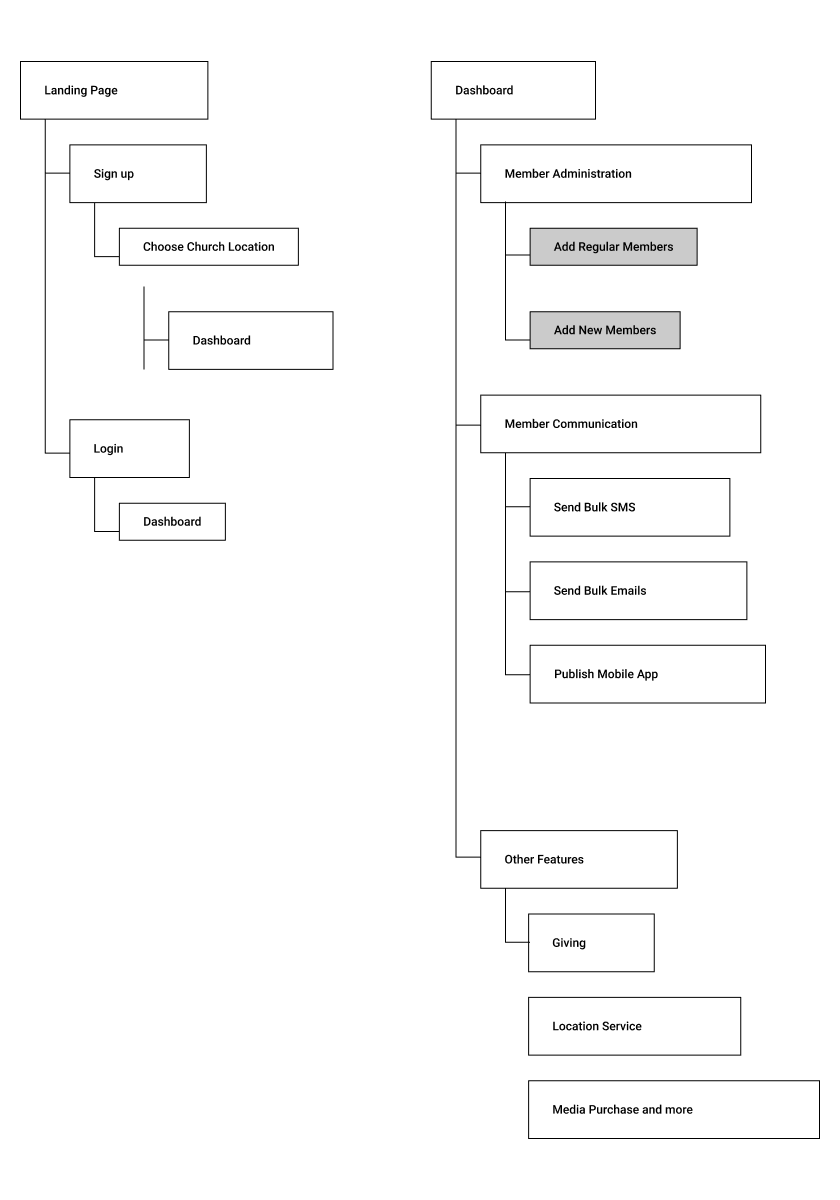 Landing Page
Sign up
Choose Church Location
Dashboard
Login
Dashboard
Dashboard
Member Administration
Add Regular Members
Add New Members
Member Communication
Send Bulk SMS
Send Bulk Emails
Publish Mobile App
Other Features
Giving
Location Service
Media Purchase and more